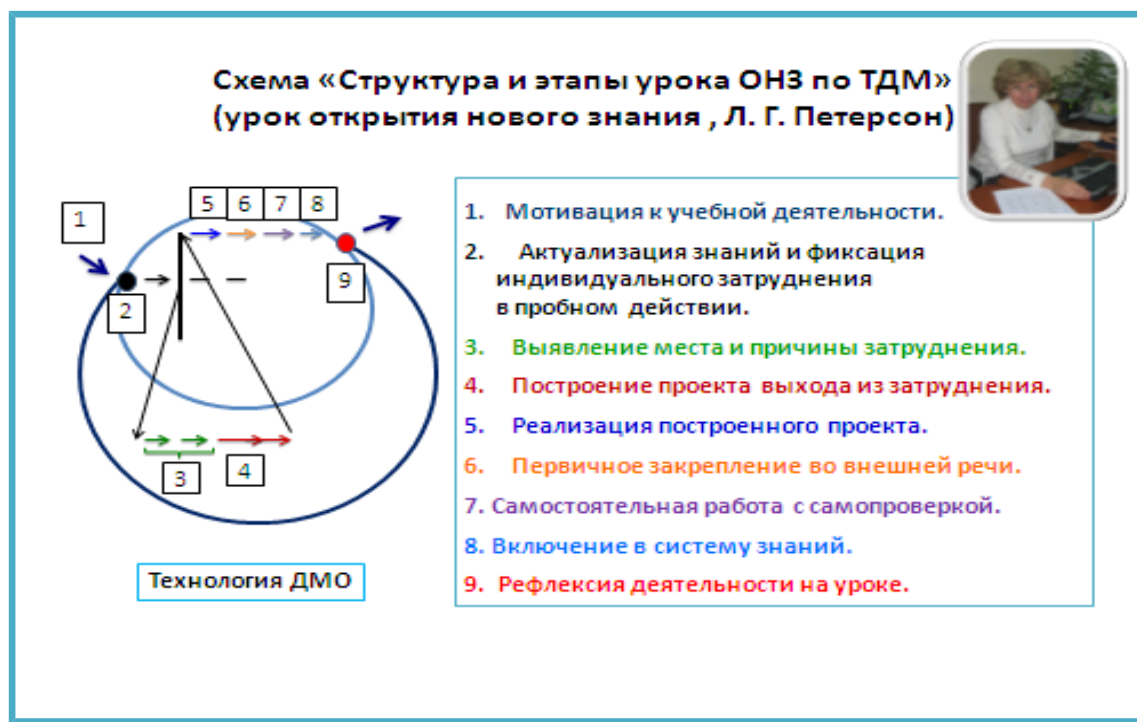 Схема «Структура и этапы урока ОНЗ по ТДМ»
(урок открытия нового знания , Л. Г. Петерсон)
5 6 7 8
1
9
2
3
4
Технология ДМО
1. Мотивация к учебной деятельности.
2. Актуализация знаний и фиксация
индивидуального затруднения
в пробном действии.
3. Выявление места и причины затруднения.
4. Построение проекта выхода из затруднения.
5. Реализация построенного проекта.
6. Первичное закрепление во внешней речи.
7. Самостоятельная работа с самопроверкой.
8. Включение в систему знаний.
9. Рефлексия деятельности на уроке.